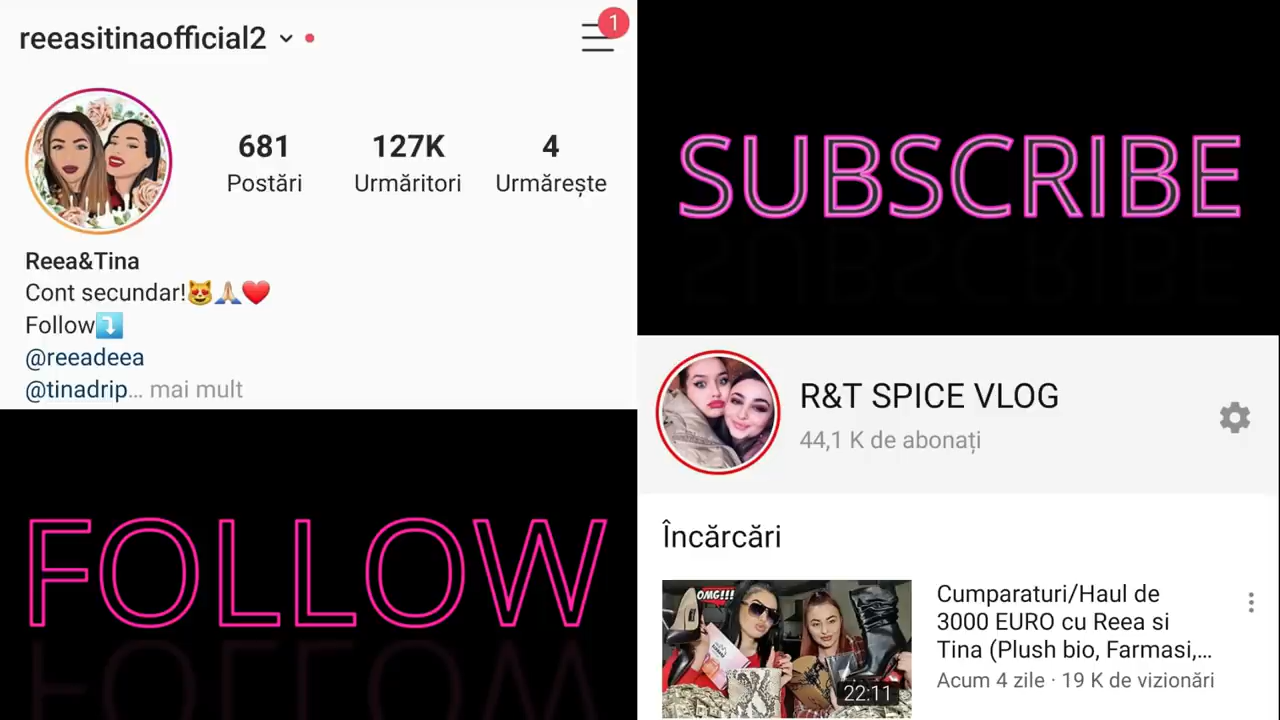 reeasitinaofficial2
1
681 127K 4
Postări Urmăritori Urmărește
Reea&Tina
Cont secundar!😻🙏🏼❤️
Follow⤵️
@reeadeea
@tinadrip... mai mult
FOLLOW
SUBSCRIBE
R&T SPICE VLOG
44,1 K de abonați
Încărcări
OMG!!!
22:11
Cumparaturi/Haul de
3000 EURO cu Reea si
Tina (Plush bio, Farmasi,...
Acum 4 zile · 19 K de vizionări